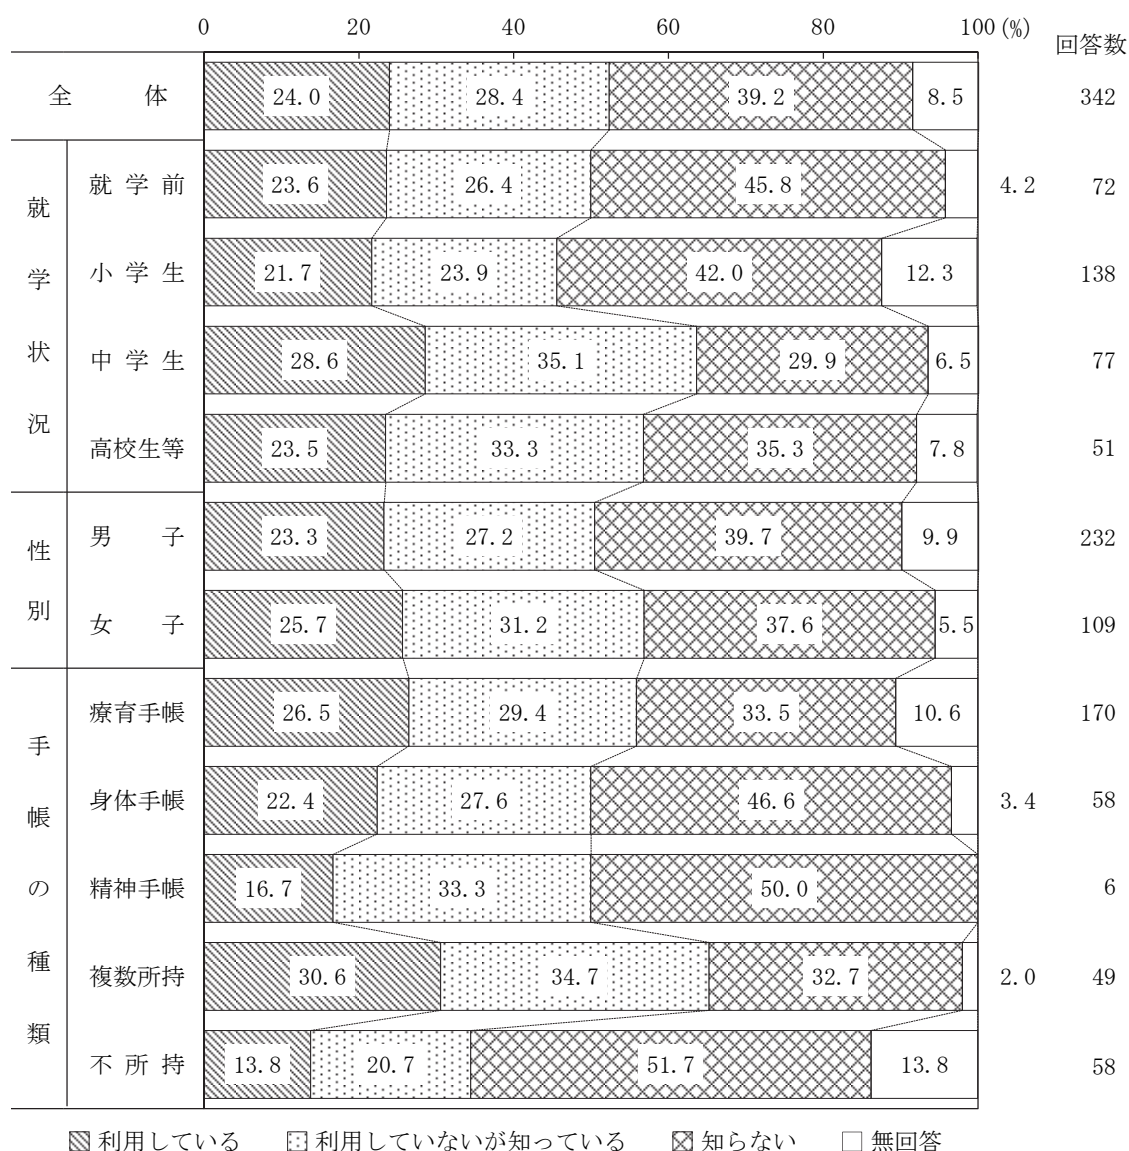 0 20 40 60 80 100 (%)
回答数
全体 24.0 28.4 39.2 8.5 342
就学状況
就学前 23.6 26.4 45.8 4.2 72
小学生 21.7 23.9 42.0 12.3 138
中学生 28.6 35.1 29.9 6.5 77
高校生等 23.5 33.3 35.3 7.8 51
性別
男子 23.3 27.2 39.7 9.9 232
女子 25.7 31.2 37.6 5.5 109
手帳の種類
療育手帳 26.5 29.4 33.5 10.6 170
身体手帳 22.4 27.6 46.6 3.4 58
精神手帳 16.7 33.3 50.0 6
複数所持 30.6 34.7 32.7 2.0 49
不所持 13.8 20.7 51.7 13.8 58
利用している 利用していないが知っている 知らない 無回答